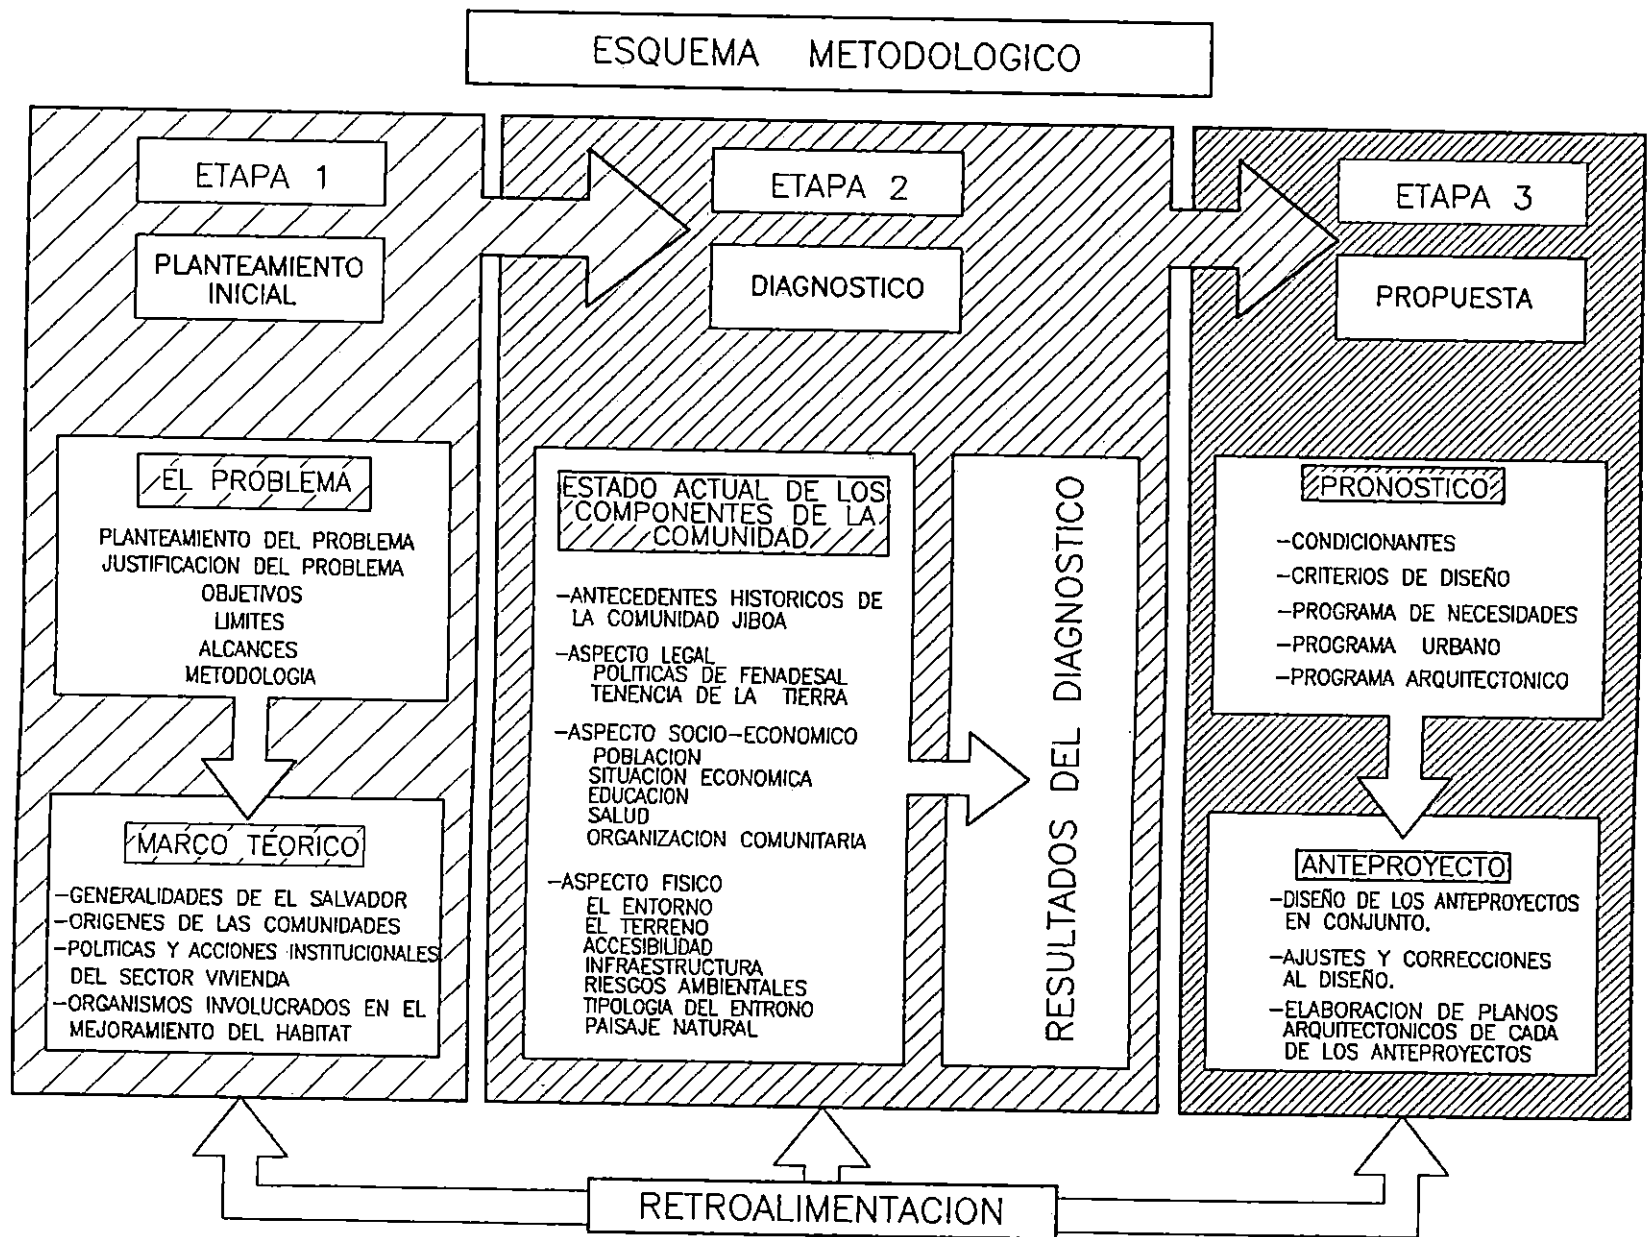 ESQUEMA METODOLOGICO
ETAPA 1
PLANTEAMIENTO
INICIAL
EL PROBLEMA
PLANTEAMIENTO DEL PROBLEMA
JUSTIFICACION DEL PROBLEMA
OBJETIVOS
LIMITES
ALCANCES
METODOLOGIA
MARCO TEORICO
-GENERALIDADES DE EL SALVADOR
-ORIGENES DE LAS COMUNIDADES
-POLITICAS Y ACCIONES INSTITUCIONALES
DEL SECTOR VIVIENDA
-ORGANISMOS INVOLUCRADOS EN EL
MEJORAMIENTO DEL HABITAT
ETAPA 2
DIAGNOSTICO
ESTADO ACTUAL DE LOS
COMPONENTES DE LA
COMUNIDAD
-ANTECEDENTES HISTORICOS DE
LA COMUNIDAD JIBOA
-ASPECTO LEGAL
POLITICAS DE FENADESAL
TENENCIA DE LA TIERRA
-ASPECTO SOCIO-ECONOMICO
POBLACION
SITUACION ECONOMICA
EDUCACION
SALUD
ORGANIZACION COMUNITARIA
-ASPECTO FISICO
EL ENTORNO
EL TERRENO
ACCESIBILIDAD
INFRAESTRUCTURA
RIESGOS AMBIENTALES
TIPOLOGIA DEL ENTRONO
PAISAJE NATURAL
RESULTADOS DEL DIAGNOSTICO
ETAPA 3
PROPUESTA
PRONOSTICO
-CONDICIONANTES
-CRITERIOS DE DISEÑO
-PROGRAMA DE NECESIDADES
-PROGRAMA URBANO
-PROGRAMA ARQUITECTONICO
ANTEPROYECTO
-DISEÑO DE LOS ANTEPROYECTOS
EN CONJUNTO.
-AJUSTES Y CORRECCIONES
AL DISEÑO.
-ELABORACION DE PLANOS
ARQUITECTONICOS DE CADA
DE LOS ANTEPROYECTOS
RETROALIMENTACION